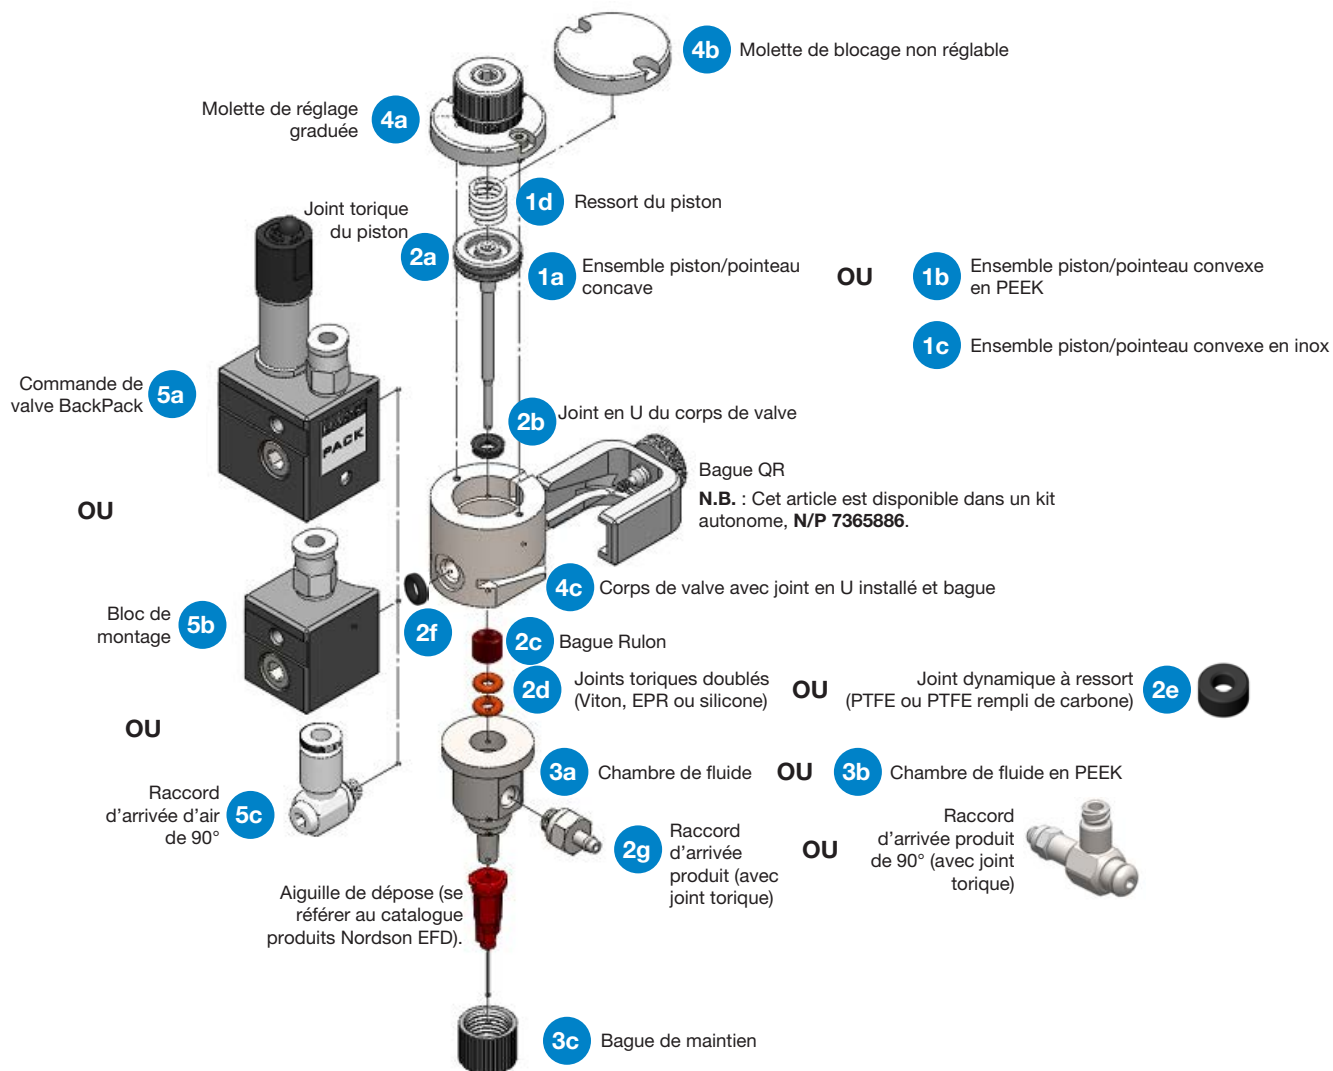 4b Molette de blocage non réglable
Molette de réglage
graduée
4a
1d Ressort du piston
Joint torique
du piston
2a
1a Ensemble piston/pointeau
concave
OU
1b Ensemble piston/pointeau convexe
en PEEK
1c Ensemble piston/pointeau convexe en inox
Commande de
valve BackPack
5a
PACK
2b Joint en U du corps de valve
Bague QR
N.B. : Cet article est disponible dans un kit
autonome, N/P 7365886.
OU
4c Corps de valve avec joint en U installé et bague
Bloc de
montage
5b
2f
2c Bague Rulon
2d Joints toriques doublés
(Viton, EPR ou silicone)
OU
Joint dynamique à ressort
(PTFE ou PTFE rempli de carbone)
2e
OU
3a Chambre de fluide
OU
3b Chambre de fluide en PEEK
Raccord
d'arrivée d'air
de 90°
5c
2g Raccord
d'arrivée
produit (avec
joint torique)
OU
Raccord
d'arrivée produit
de 90° (avec joint
torique)
Aiguille de dépose (se
référer au catalogue
produits Nordson EFD).
3c Bague de maintien